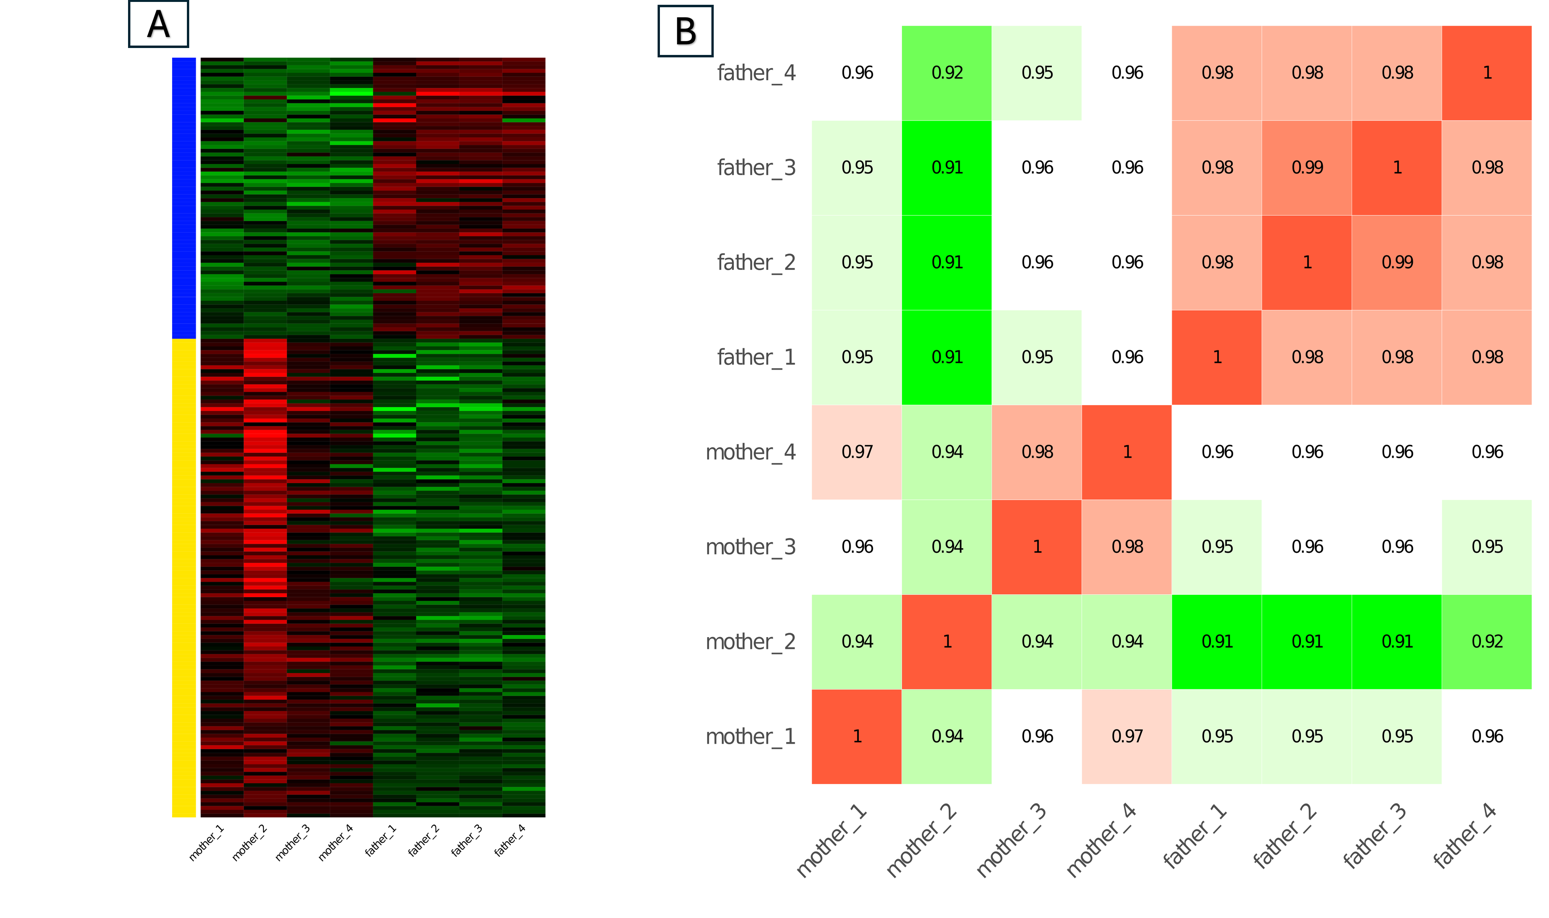 A
mother_1 mother_2 mother_3 mother_4 father_1 father_2 father_3 father_4
B
father_4 0.96 0.92 0.95 0.96 0.98 0.98 0.98 1
father_3 0.95 0.91 0.96 0.96 0.98 0.99 1 0.98
father_2 0.95 0.91 0.96 0.96 0.98 1 0.99 0.98
father_1 0.95 0.91 0.95 0.96 1 0.98 0.98 0.98
mother_4 0.97 0.94 0.98 1 0.96 0.96 0.96 0.96
mother_3 0.96 0.94 1 0.98 0.95 0.96 0.96 0.95
mother_2 0.94 1 0.94 0.94 0.91 0.91 0.91 0.92
mother_1 1 0.94 0.96 0.97 0.95 0.95 0.95 0.96
mother_1 mother_2 mother_3 mother_4 father_1 father_2 father_3 father_4